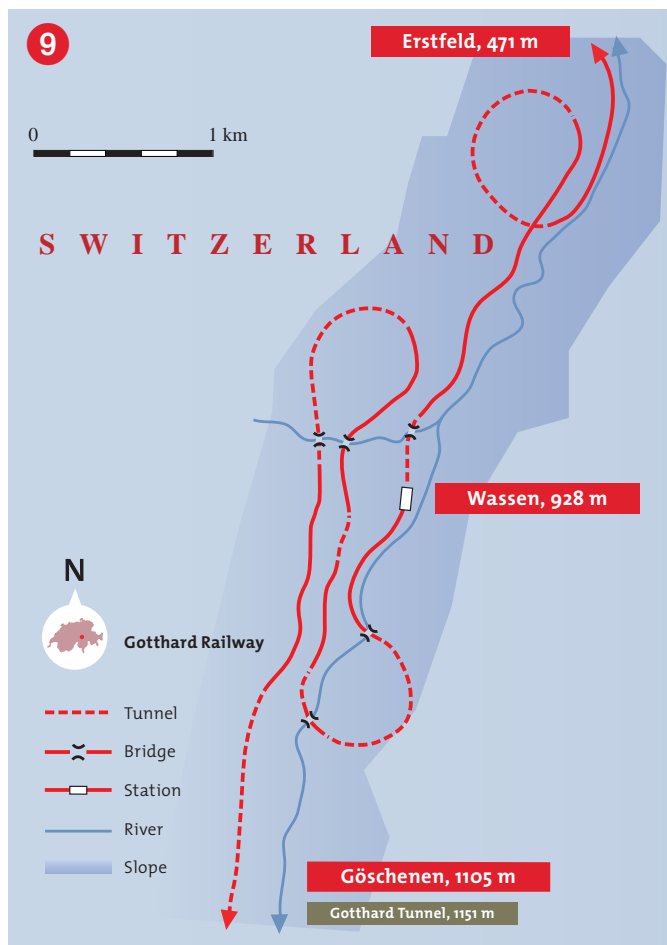 9
Erstfeld, 471 m
0 1 km
SWITZERLAND
Wassen, 928 m
N
Gotthard Railway
Tunnel
Bridge
Station
River
Slope
Göschenen, 1105 m
Gotthard Tunnel, 1151 m